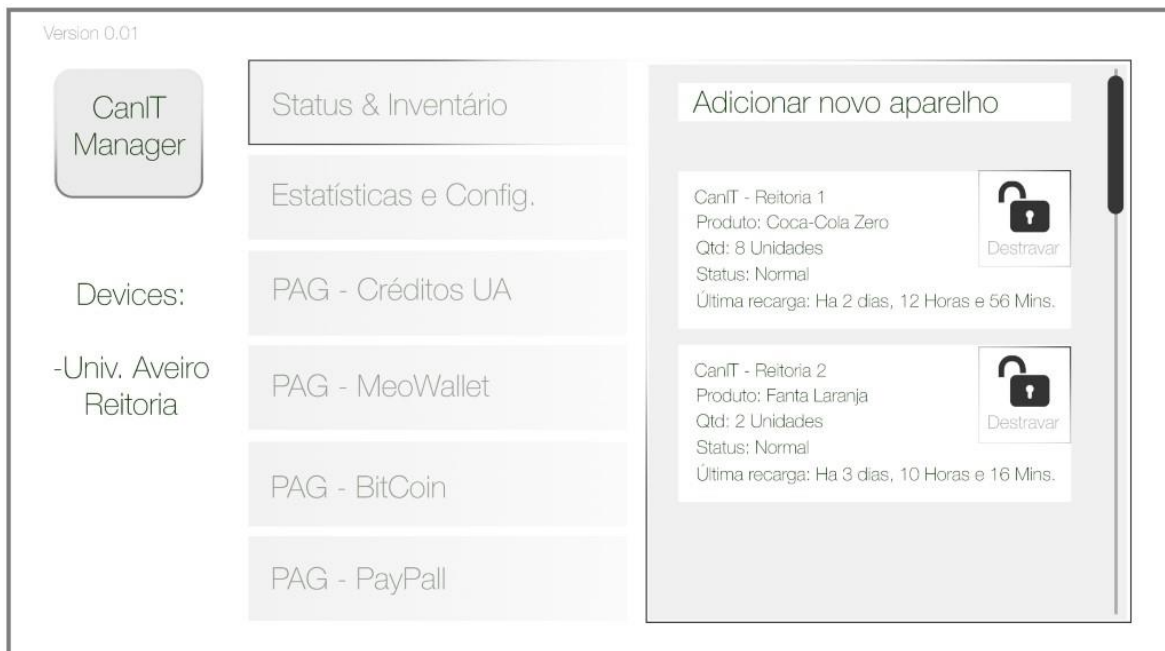 Version 0.01
CanIT
Manager
Devices:
-Univ. Aveiro
Reitoria
Status & Inventário
Estatísticas e Config.
PAG - Créditos UA
PAG - MeoWallet
PAG - BitCoin
PAG - PayPall
Adicionar novo aparelho
CanIT - Reitoria 1
Produto: Coca-Cola Zero
Qtd: 8 Unidades
Status: Normal
Última recarga: Ha 2 dias, 12 Horas e 56 Mins.
Destravar
CanIT - Reitoria 2
Produto: Fanta Laranja
Qtd: 2 Unidades
Status: Normal
Última recarga: Ha 3 dias, 10 Horas e 16 Mins.
Destravar